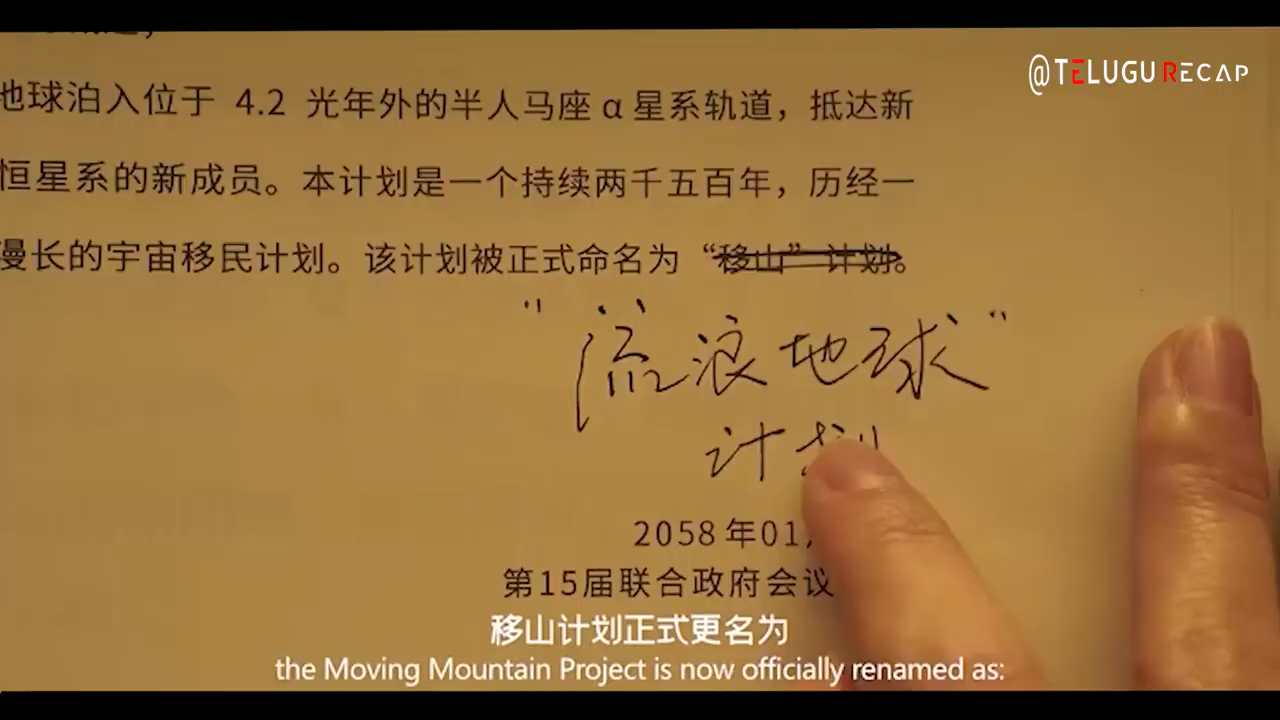 @TELUGU RECAP
地球泊入位于 4.2 光年外的半人马座 α 星系轨道，抵达新
恒星系的新成员。本计划是一个持续两千五百年，历经一
漫长的宇宙移民计划。该计划被正式命名为“移山”计划。
“流浪地球”
计划
2058 年01
第15届联合政府会议
移山计划正式更名为
the Moving Mountain Project is now officially renamed as: